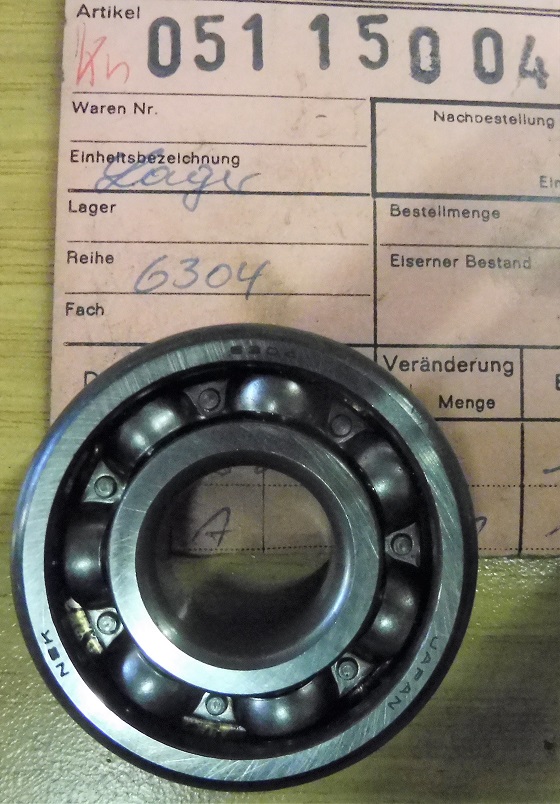 Artikel
Kn 051 150 04
Waren Nr.
Nachbestellung
Einheitsbezeichnung
Lager
Lager
Bestellmenge
Reihe 6304
Eiserner Bestand
Fach
Veränderung
Menge
A
NSK
JAPAN